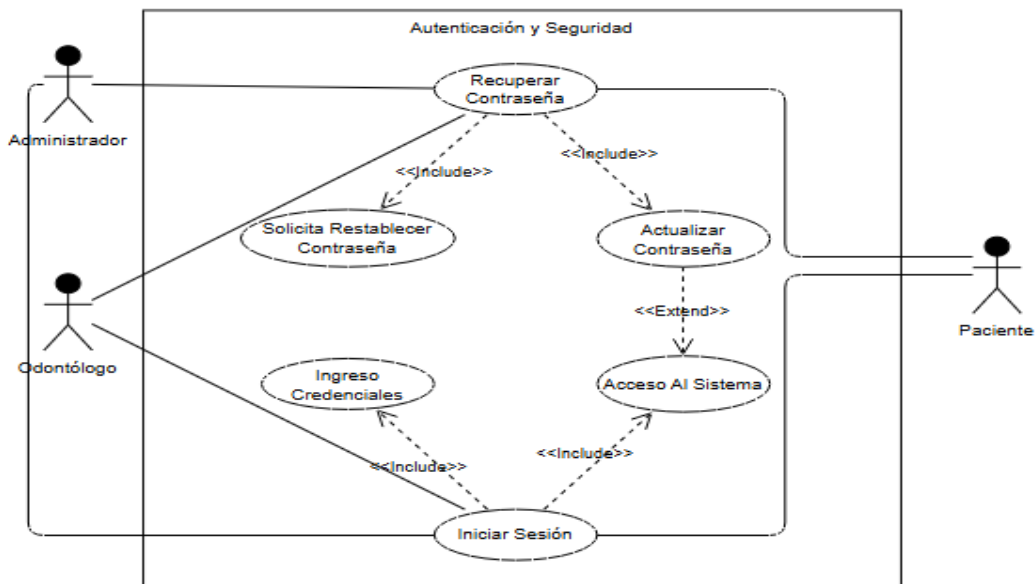 Autenticación y Seguridad
Recuperar
Contraseña
Administrador
<<Include>>
<<Include>>
Solicita Restablecer
Contraseña
Actualizar
Contraseña
<<Extend>>
Paciente
Odontólogo
Ingreso
Credenciales
Acceso Al Sistema
<<Include>>
<<Include>>
Iniciar Sesión